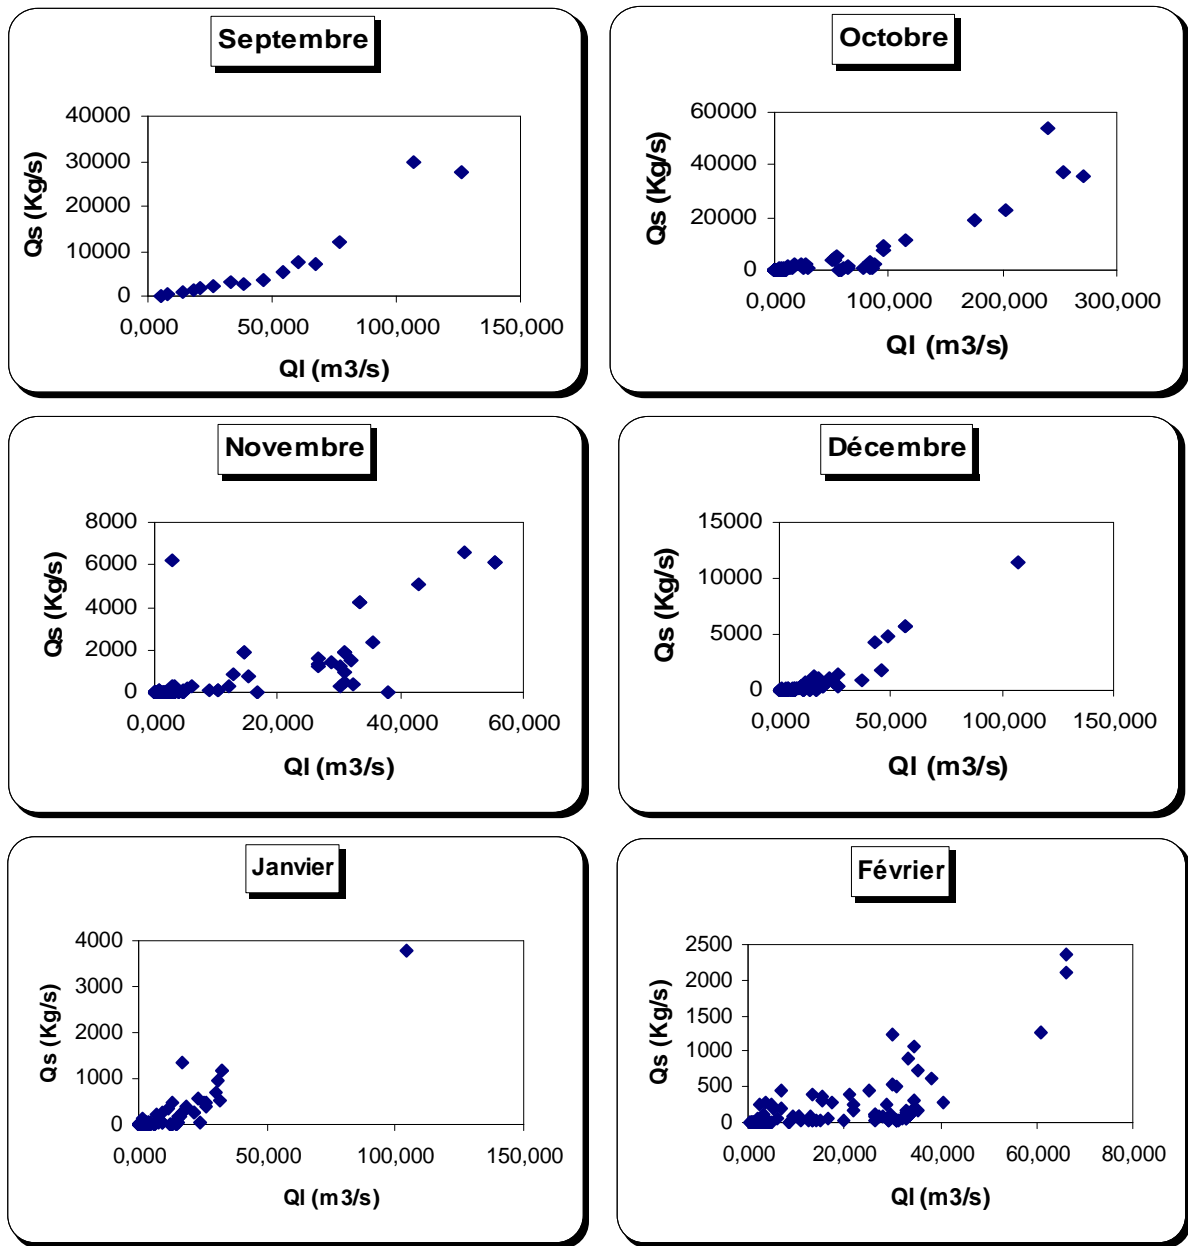 Septembre
Qs (Kg/s)
40000
30000
20000
10000
0
0,000 50,000 100,000 150,000
Ql (m3/s)
Octobre
Qs (Kg/s)
60000
40000
20000
0
0,000 100,000 200,000 300,000
Ql (m3/s)
Novembre
Qs (Kg/s)
8000
6000
4000
2000
0
0,000 20,000 40,000 60,000
Ql (m3/s)
Décembre
Qs (Kg/s)
15000
10000
5000
0
0,000 50,000 100,000 150,000
Ql (m3/s)
Janvier
Qs (Kg/s)
4000
3000
2000
1000
0
0,000 50,000 100,000 150,000
Ql (m3/s)
Février
Qs (Kg/s)
2500
2000
1500
1000
500
0
0,000 20,000 40,000 60,000 80,000
Ql (m3/s)